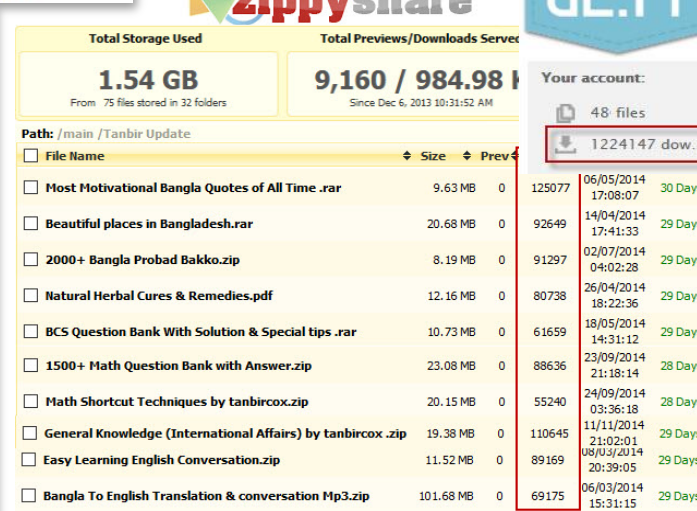 zippyshare
GE.TT
Total Storage Used
Total Previews/Downloads Served
1.54 GB
9,160 / 984.98 K
From 75 files stored in 32 folders
Since Dec 6, 2013 10:31:52 AM
Your account:
48 files
1224147 dow.
Path: /main /Tanbir Update
File Name Size Prev
Most Motivational Bangla Quotes of All Time .rar 9.63 MB 0 125077 06/05/2014 17:08:07 30 Day
Beautiful places in Bangladesh.rar 20.68 MB 0 92649 14/04/2014 17:41:33 29 Day
2000+ Bangla Probad Bakko.zip 8.19 MB 0 91297 02/07/2014 04:02:28 29 Day
Natural Herbal Cures & Remedies.pdf 12.16 MB 0 80738 26/04/2014 18:22:36 29 Day
BCS Question Bank With Solution & Special tips .rar 10.73 MB 0 61659 18/05/2014 14:31:12 29 Day
1500+ Math Question Bank with Answer.zip 23.08 MB 0 88636 23/09/2014 21:18:14 28 Day
Math Shortcut Techniques by tanbircox.zip 20.15 MB 0 55240 24/09/2014 03:36:18 28 Day
General Knowledge (International Affairs) by tanbircox .zip 19.38 MB 0 110645 11/11/2014 21:02:01 29 Days
Easy Learning English Conversation.zip 11.52 MB 0 89169 08/03/2014 20:39:05 29 Days
Bangla To English Translation & conversation Mp3.zip 101.68 MB 0 69175 06/03/2014 15:31:15 29 Days